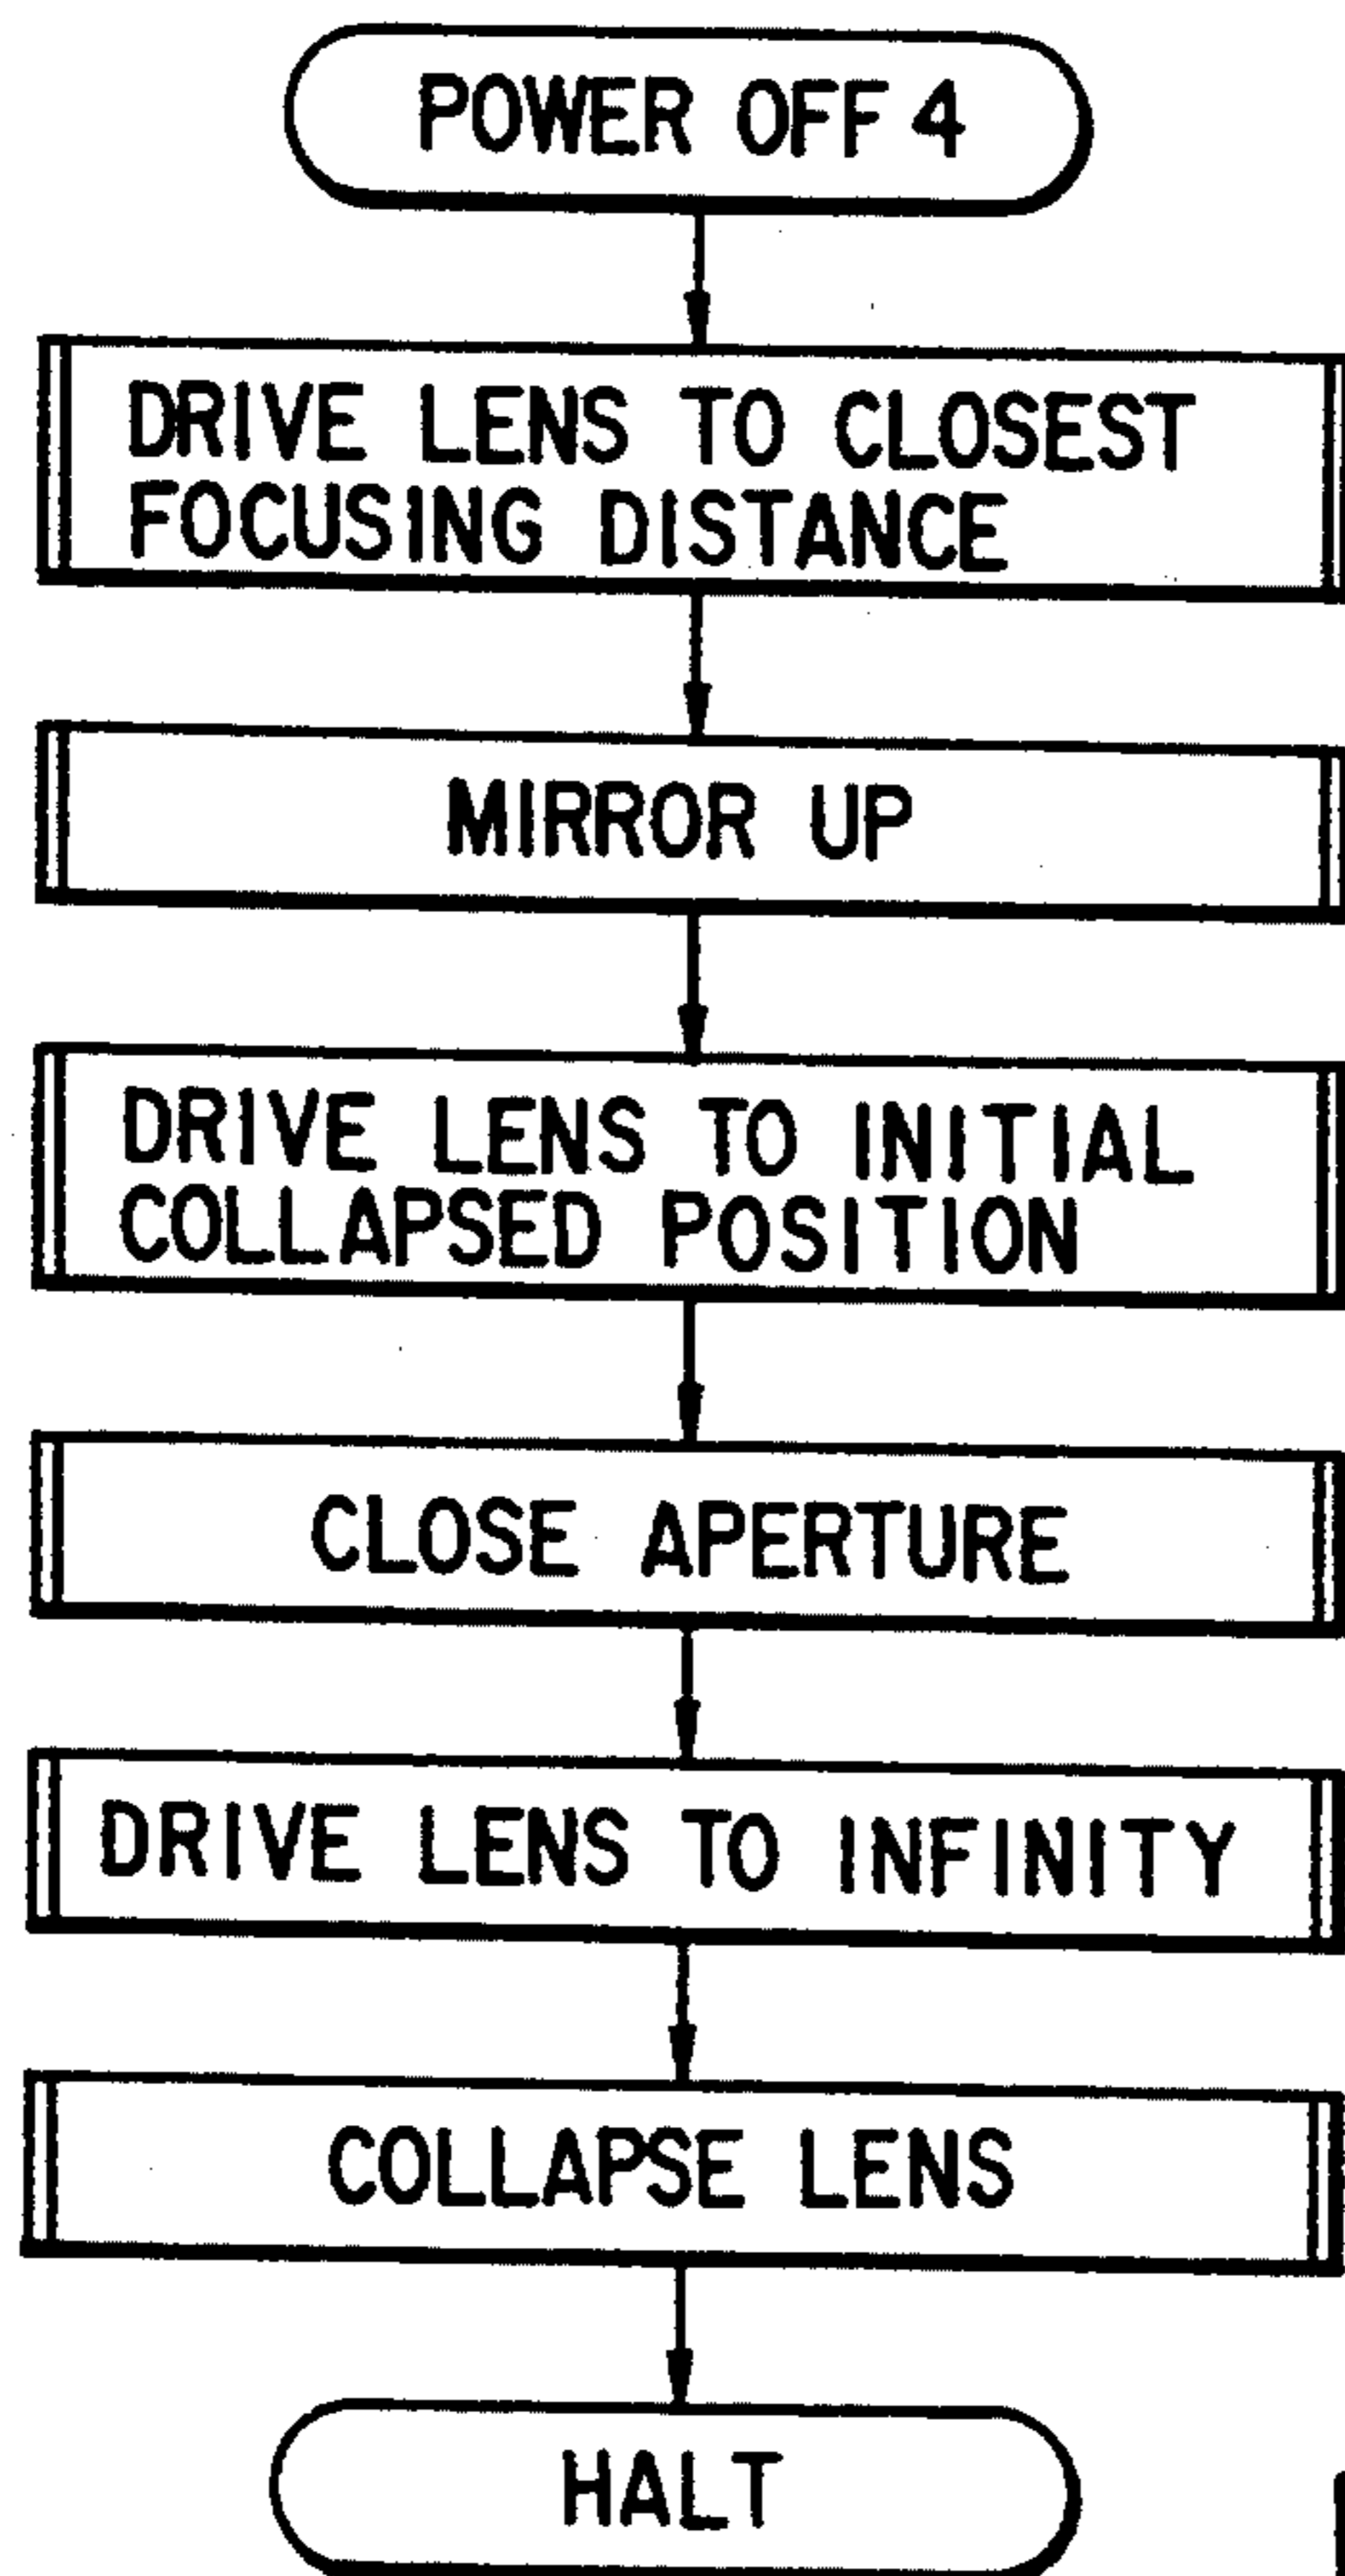 POWER OFF 4
DRIVE LENS TO CLOSEST
FOCUSING DISTANCE
MIRROR UP
DRIVE LENS TO INITIAL
COLLAPSED POSITION
CLOSE APERTURE
DRIVE LENS TO INFINITY
COLLAPSE LENS
HALT